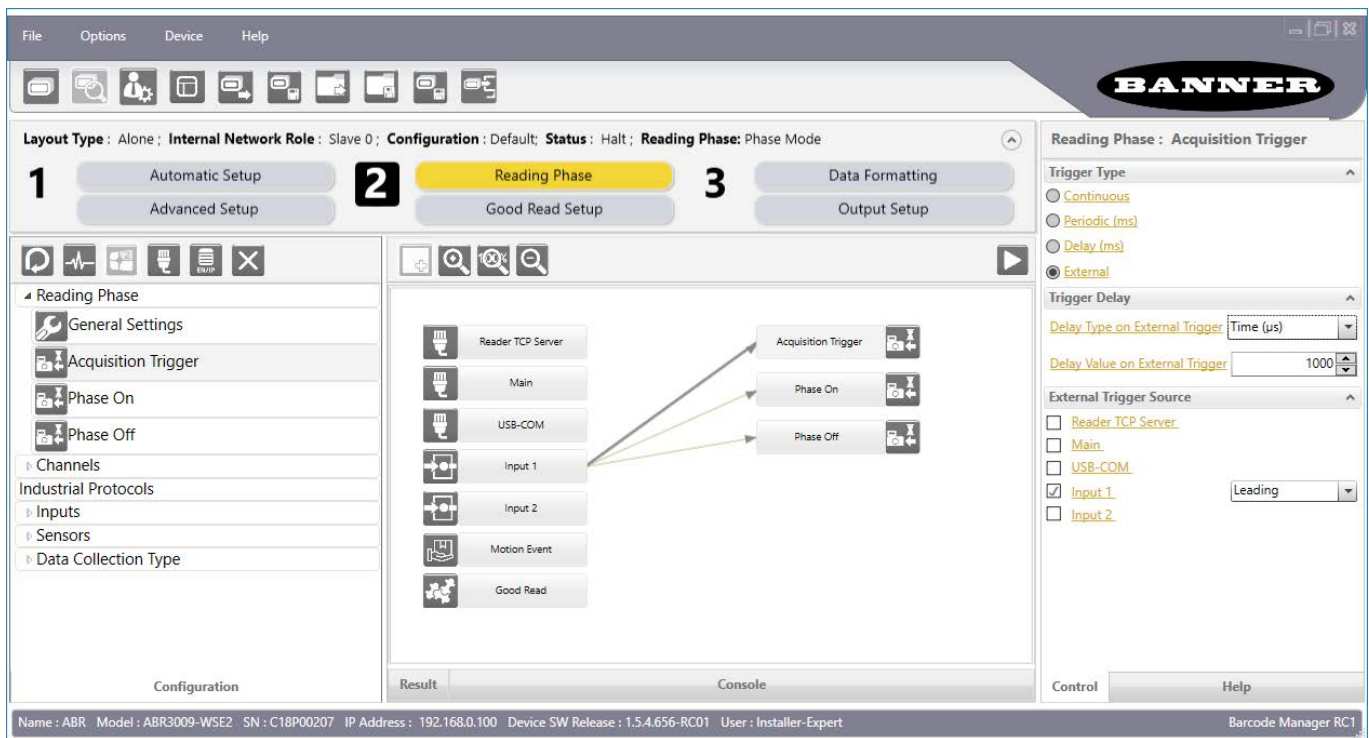 File Options Device Help
BANNER
Layout Type : Alone ; Internal Network Role : Slave 0 ; Configuration : Default; Status : Halt ; Reading Phase: Phase Mode
1
Automatic Setup
Advanced Setup
2
Reading Phase
Good Read Setup
3
Data Formatting
Output Setup
EN/IP
Reading Phase
General Settings
Acquisition Trigger
Phase On
Phase Off
Channels
Industrial Protocols
Inputs
Sensors
Data Collection Type
Configuration
Reader TCP Server
Main
USB-COM
Input 1
Input 2
Motion Event
Good Read
Acquisition Trigger
Phase On
Phase Off
Result Console
Reading Phase : Acquisition Trigger
Trigger Type
Continuous
Periodic (ms)
Delay (ms)
External
Trigger Delay
Delay Type on External Trigger Time (µs)
Delay Value on External Trigger 1000
External Trigger Source
Reader TCP Server
Main
USB-COM
Input 1 Leading
Input 2
Control Help
Name : ABR Model : ABR3009-WSE2 SN : C18P00207 IP Address : 192.168.0.100 Device SW Release : 1.5.4.656-RC01 User : Installer-Expert Barcode Manager RC1